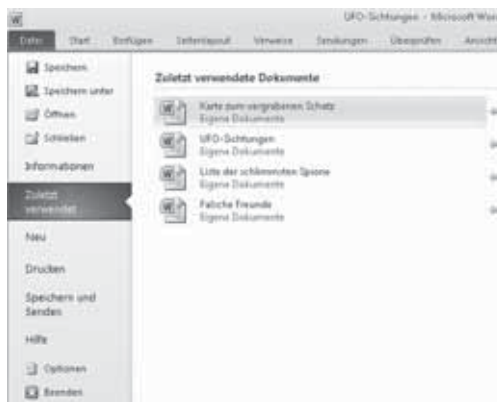 UFO-Sichtungen - Microsoft Wor
Datei Start Einfügen Seitenlayout Verweise Sendungen Überprüfen Ansicht
Speichern
Speichern unter
Öffnen
Schließen
Informationen
Zuletzt
verwendet
Neu
Drucken
Speichern und
Senden
Hilfe
Optionen
Beenden
Zuletzt verwendete Dokumente
Karte zum vergrabenen Schatz
Eigene Dokumente
UFO-Sichtungen
Eigene Dokumente
Liste der schlimmsten Spione
Eigene Dokumente
Falsche Freunde
Eigene Dokumente